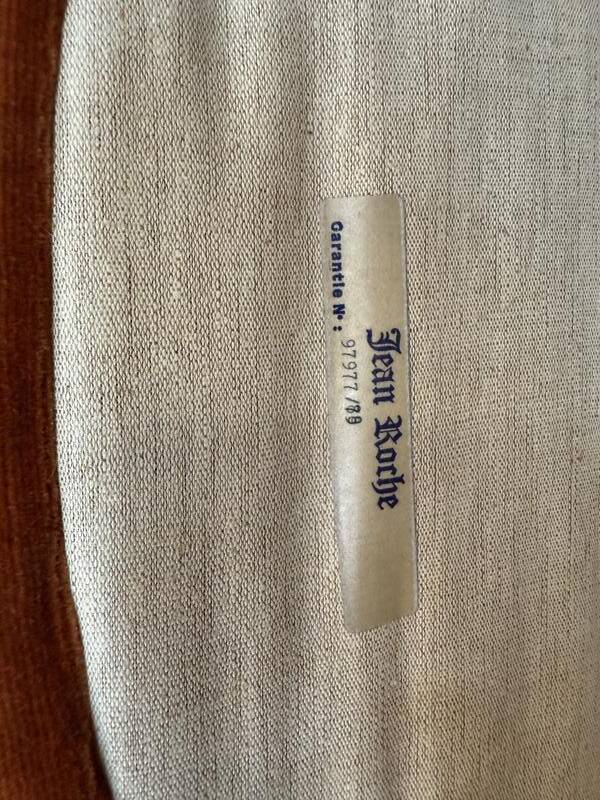 Jean Roche
Garantie N° : 97977/80